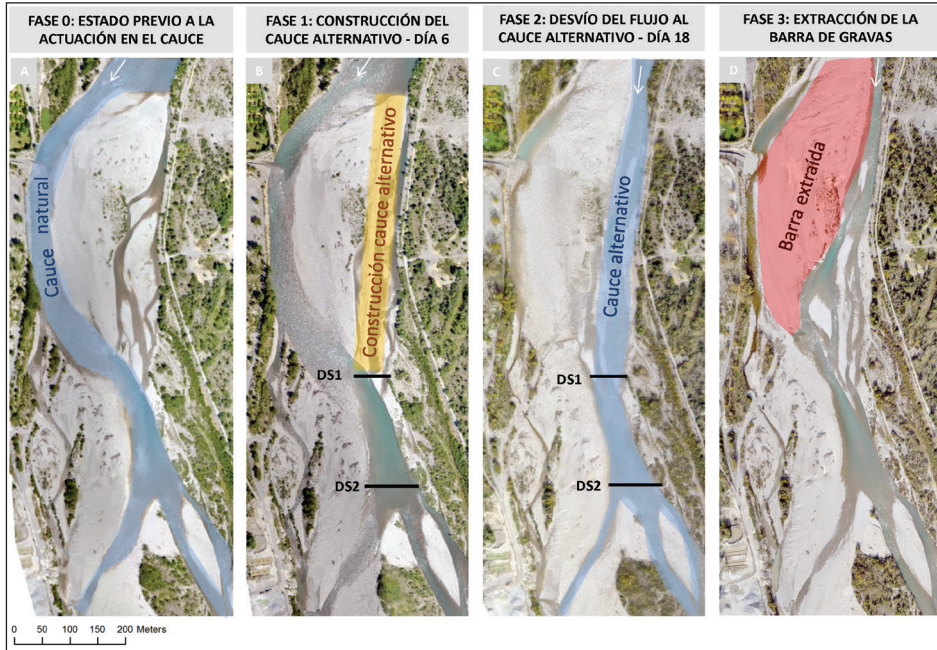 FASE 0: ESTADO PREVIO A LA
ACTUACIÓN EN EL CAUCE
FASE 1: CONSTRUCCIÓN DEL
CAUCE ALTERNATIVO - DÍA 6
FASE 2: DESVÍO DEL FLUJO AL
CAUCE ALTERNATIVO - DÍA 18
FASE 3: EXTRACCIÓN DE LA
BARRA DE GRAVAS
A
Cauce natural
B
Construcción cauce alternativo
DS1
DS2
C
Cauce alternativo
DS1
DS2
D
Barra extraída
0 50 100 150 200 Meters